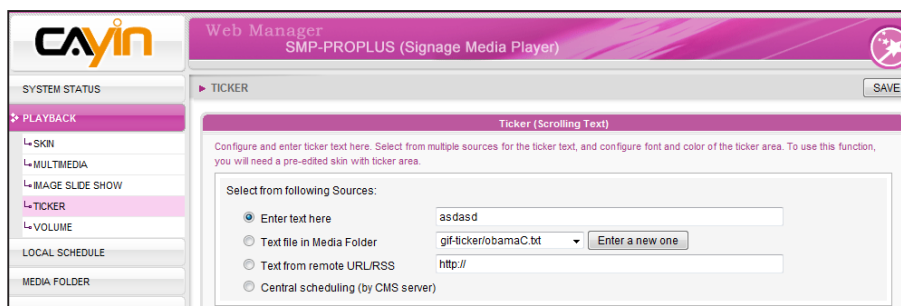 CAYin
Web Manager
SMP-PROPLUS (Signage Media Player)
SYSTEM STATUS
PLAYBACK
SKIN
MULTIMEDIA
IMAGE SLIDE SHOW
TICKER
VOLUME
LOCAL SCHEDULE
MEDIA FOLDER
TICKER
SAVE
Ticker (Scrolling Text)
Configure and enter ticker text here. Select from multiple sources for the ticker text, and configure font and color of the ticker area. To use this function,
you will need a pre-edited skin with ticker area.
Select from following Sources:
Enter text here asdasd
Text file in Media Folder gif-ticker/obamaC.txt Enter a new one
Text from remote URL/RSS http://
Central scheduling (by CMS server)